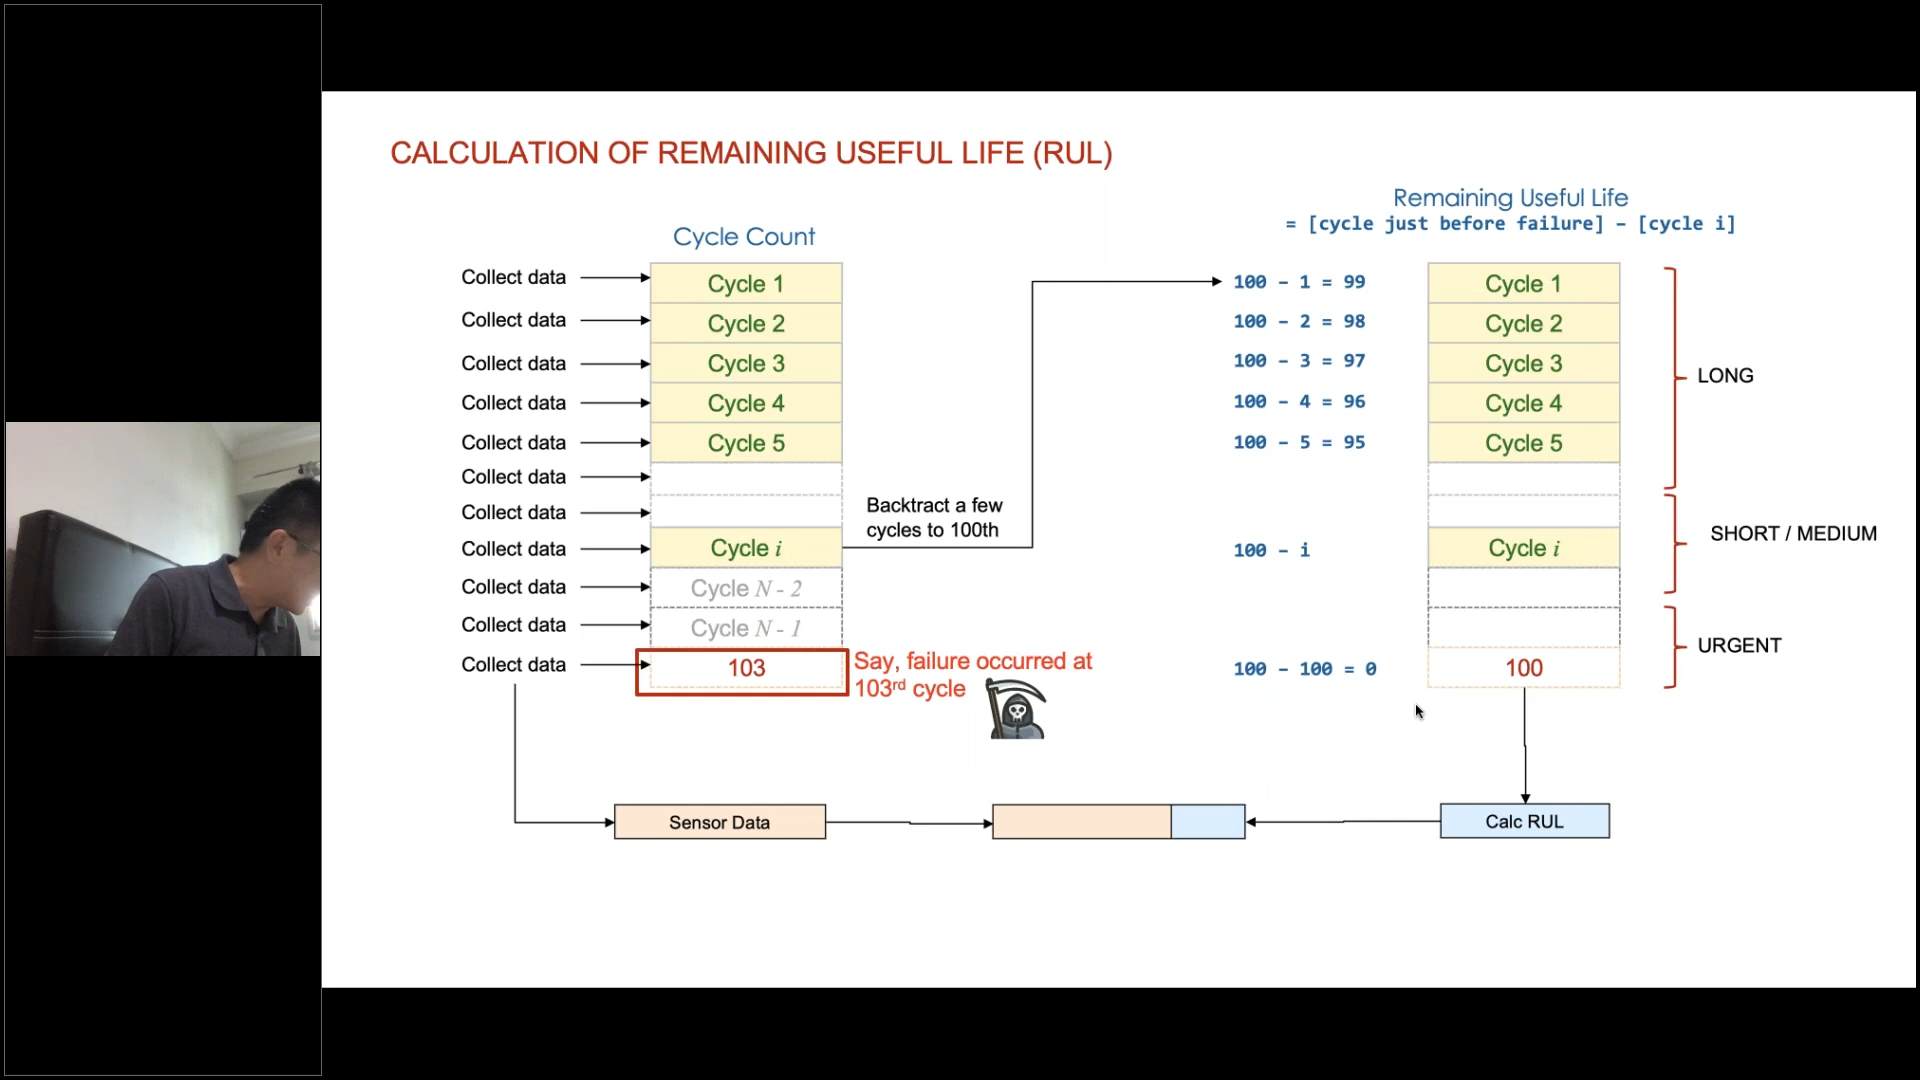 CALCULATION OF REMAINING USEFUL LIFE (RUL)
Remaining Useful Life
= [cycle just before failure] – [cycle i]
Cycle Count
Collect data
Cycle 1
100 – 1 = 99
Cycle 1
Collect data
Cycle 2
100 – 2 = 98
Cycle 2
Collect data
Cycle 3
100 – 3 = 97
Cycle 3
LONG
Collect data
Cycle 4
100 – 4 = 96
Cycle 4
Collect data
Cycle 5
100 – 5 = 95
Cycle 5
Collect data
Collect data
Backtract a few
cycles to 100th
SHORT / MEDIUM
Collect data
Cycle i
100 – i
Cycle i
Collect data
Cycle N - 2
Collect data
Cycle N - 1
URGENT
Collect data
103
Say, failure occurred at
103rd cycle
100 – 100 = 0
100
Sensor Data
Calc RUL